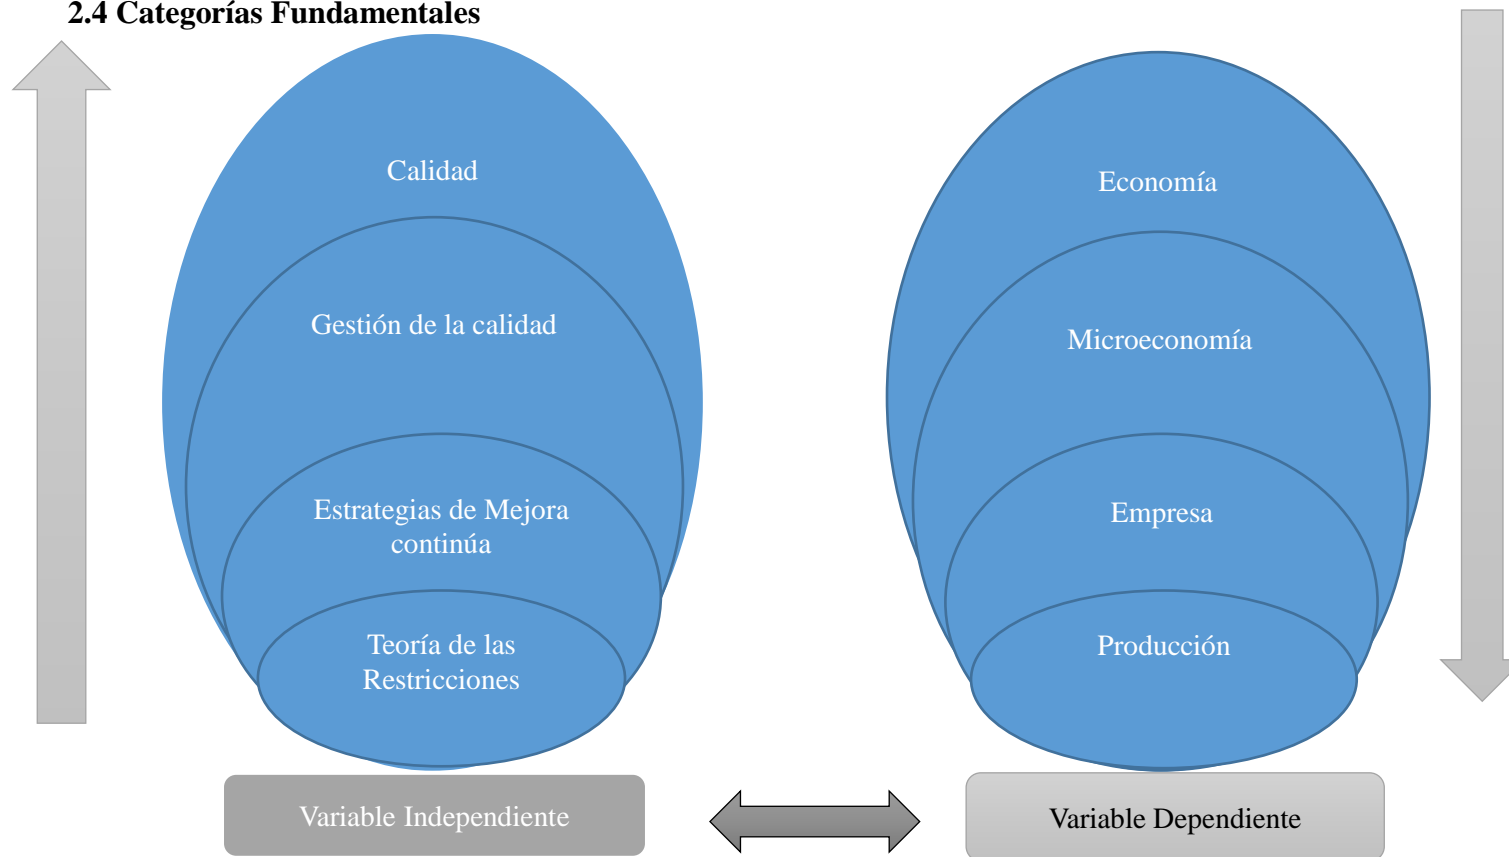 2.4 Categorías Fundamentales
Calidad
Gestión de la calidad
Estrategias de Mejora
continúa
Teoría de las
Restricciones
Variable Independiente
Economía
Microeconomía
Empresa
Producción
Variable Dependiente